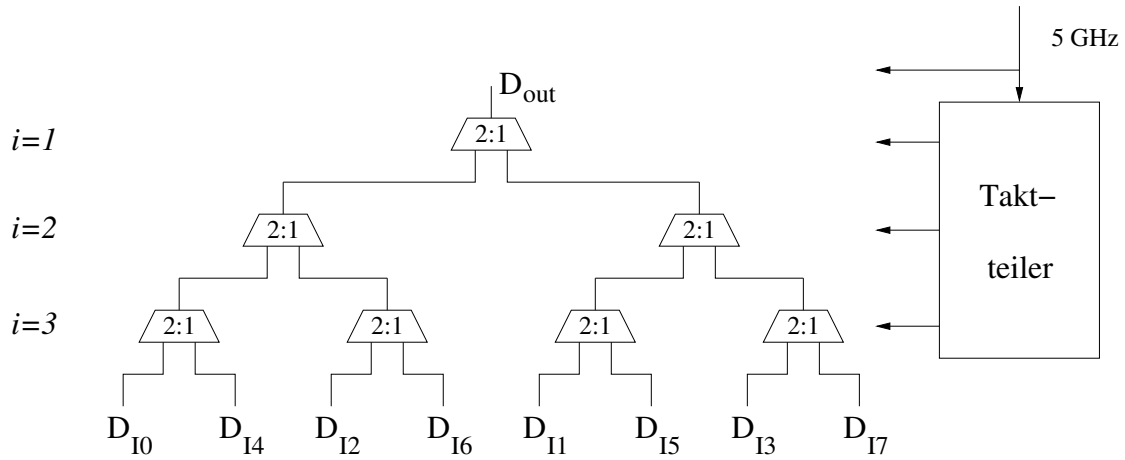 5 GHz
D_out
i=1
2:1
Takt–
i=2
2:1 2:1
teiler
i=3
2:1 2:1 2:1 2:1
D_I0 D_I4 D_I2 D_I6 D_I1 D_I5 D_I3 D_I7